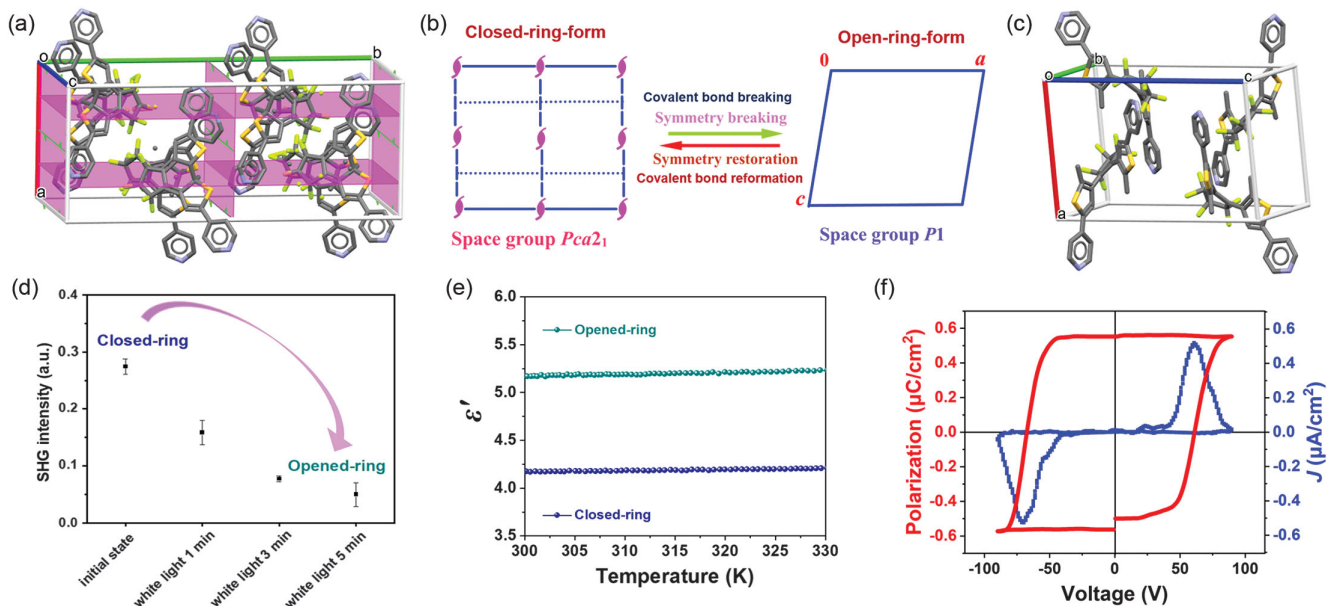 (a)
o
b
c
a
(b)
Closed-ring-form
Open-ring-form
0
a
Covalent bond breaking
Symmetry breaking
Symmetry restoration
Covalent bond reformation
c
Space group Pca2₁
Space group P1
(c)
b
o
c
a
(d)
0.4
0.3
0.2
0.1
0.0
SHG intensity (a.u.)
Closed-ring
Opened-ring
initial state
white light 1 min
white light 3 min
white light 5 min
(e)
6.0
5.5
5.0
4.5
4.0
3.5
ε'
Opened-ring
Closed-ring
300 305 310 315 320 325 330
Temperature (K)
(f)
0.6
0.4
0.2
0.0
-0.2
-0.4
-0.6
Polarization (μC/cm²)
0.6
0.4
0.2
0.0
-0.2
-0.4
-0.6
J (μA/cm²)
-100 -50 0 50 100
Voltage (V)